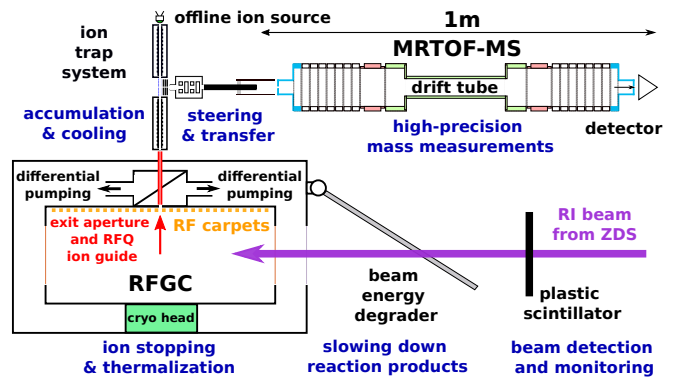 offline ion source
1m
ion
trap
system
MRTOF-MS
drift tube
accumulation
& cooling
steering
& transfer
high-precision
mass measurements
detector
differential
pumping
differential
pumping
exit aperture
and RFQ
ion guide
RF carpets
RI beam
from ZDS
RFGC
beam
energy
degrader
plastic
scintillator
cryo head
ion stopping
& thermalization
slowing down
reaction products
beam detection
and monitoring